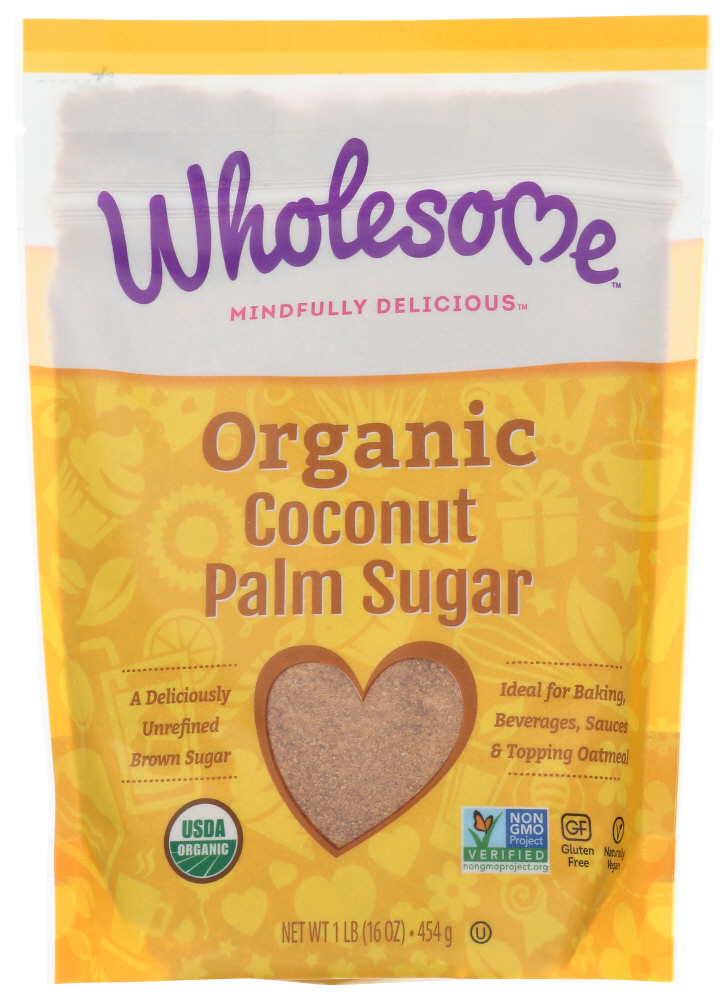 Wholesome™
MINDFULLY DELICIOUS™
Organic
Coconut
Palm Sugar
A Deliciously
Unrefined
Brown Sugar
Ideal for Baking,
Beverages, Sauces
& Topping Oatmeal
USDA
ORGANIC
NON
GMO
Project
VERIFIED
nongmoproject.org
GF
Gluten
Free
V
Naturally
Vegan
NET WT 1 LB (16 OZ) • 454 g U